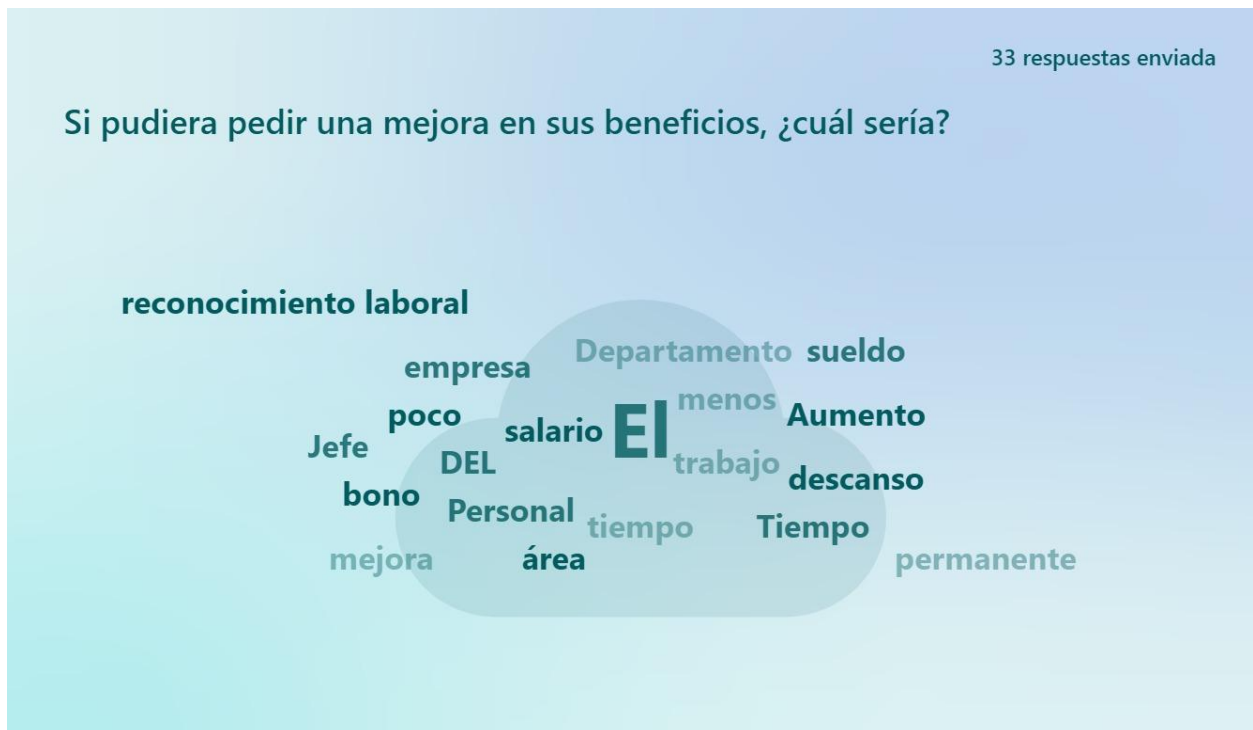 33 respuestas enviada
Si pudiera pedir una mejora en sus beneficios, ¿cuál sería?
reconocimiento laboral
Departamento sueldo
empresa
menos
poco
Aumento
salario
El
Jefe
DEL
trabajo
descanso
bono
Personal
tiempo
Tiempo
mejora
área
permanente